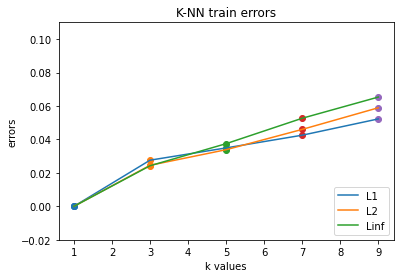 K-NN train errors
errors
0.10
0.08
0.06
0.04
0.02
0.00
−0.02
1 2 3 4 5 6 7 8 9
k values
L1
L2
Linf